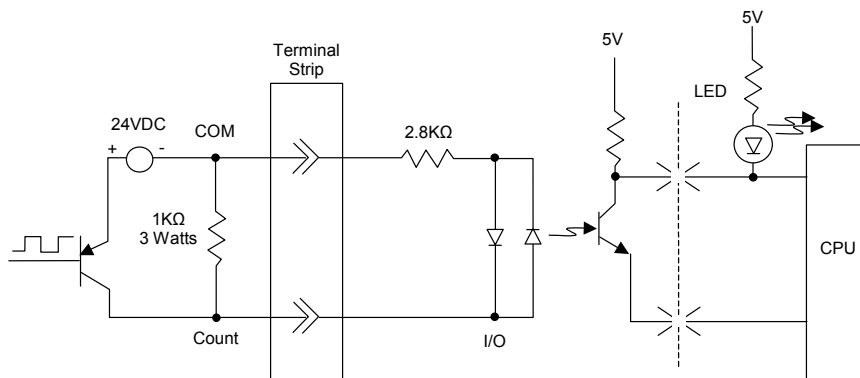 Terminal
Strip
5V
5V
24VDC
COM
+
-
2.8KΩ
LED
1KΩ
3 Watts
CPU
Count
I/O